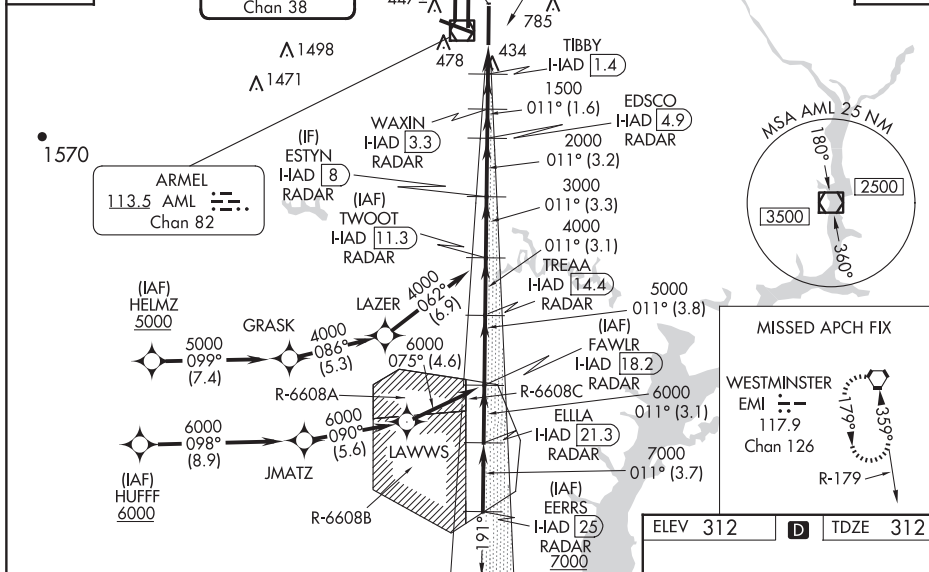 Chan 38
785
1498
478
434
1471
TIBBY
I-IAD 1.4
1500
011° (1.6)
EDSCO
I-IAD 4.9
RADAR
WAXIN
I-IAD 3.3
RADAR
2000
011° (3.2)
1570
(IF)
ESTYN
I-IAD 8
RADAR
ARMEL
113.5 AML
Chan 82
3000
011° (3.3)
(IAF)
TWOOT
I-IAD 11.3
RADAR
4000
011° (3.1)
TREAA
I-IAD 14.4
RADAR
5000
011° (3.8)
MSA AML 25 NM
180°
2500
3500
360°
(IAF)
HELMZ
5000
5000
099°
(7.4)
GRASK
4000
086°
(5.3)
LAZER
4000
062°
(6.9)
(IAF)
FAWLR
I-IAD 18.2
RADAR
6000
075° (4.6)
R-6608A
R-6608C
6000
011° (3.1)
(IAF)
HUFFF
6000
6000
098°
(8.9)
JMATZ
6000
090°
(5.6)
LAWWS
R-6608B
ELLLA
I-IAD 21.3
RADAR
7000
011° (3.7)
(IAF)
EERRS
I-IAD 25
RADAR
7000
191°
MISSED APCH FIX
WESTMINSTER
EMI
117.9
Chan 126
179°
359°
R-179
ELEV 312
D
TDZE 312